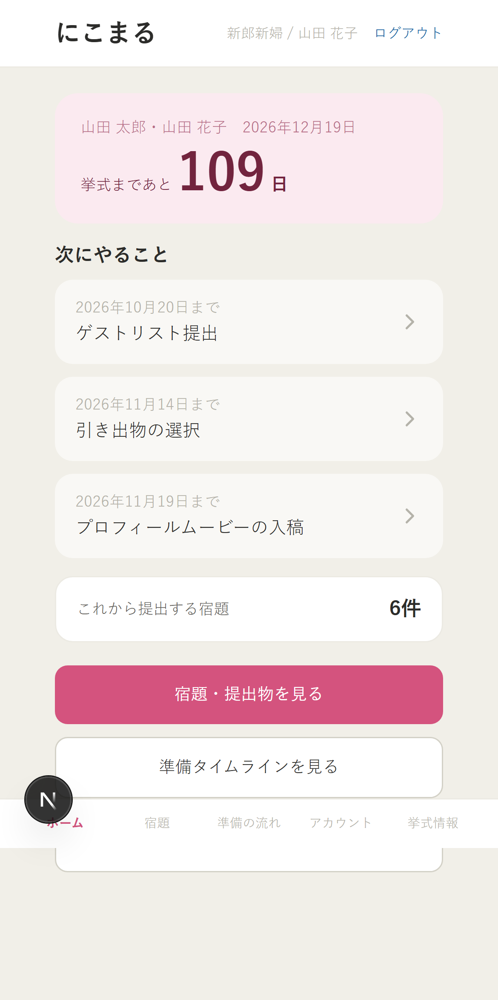 にこまる
新郎新婦 / 山田 花子 ログアウト
山田 太郎・山田 花子 2026年12月19日
挙式まであと 109 日
次にやること
2026年10月20日まで
ゲストリスト提出
2026年11月14日まで
引き出物の選択
2026年11月19日まで
プロフィールムービーの入稿
これから提出する宿題 6件
宿題・提出物を見る
準備タイムラインを見る
N
ホーム 宿題 準備の流れ アカウント 挙式情報